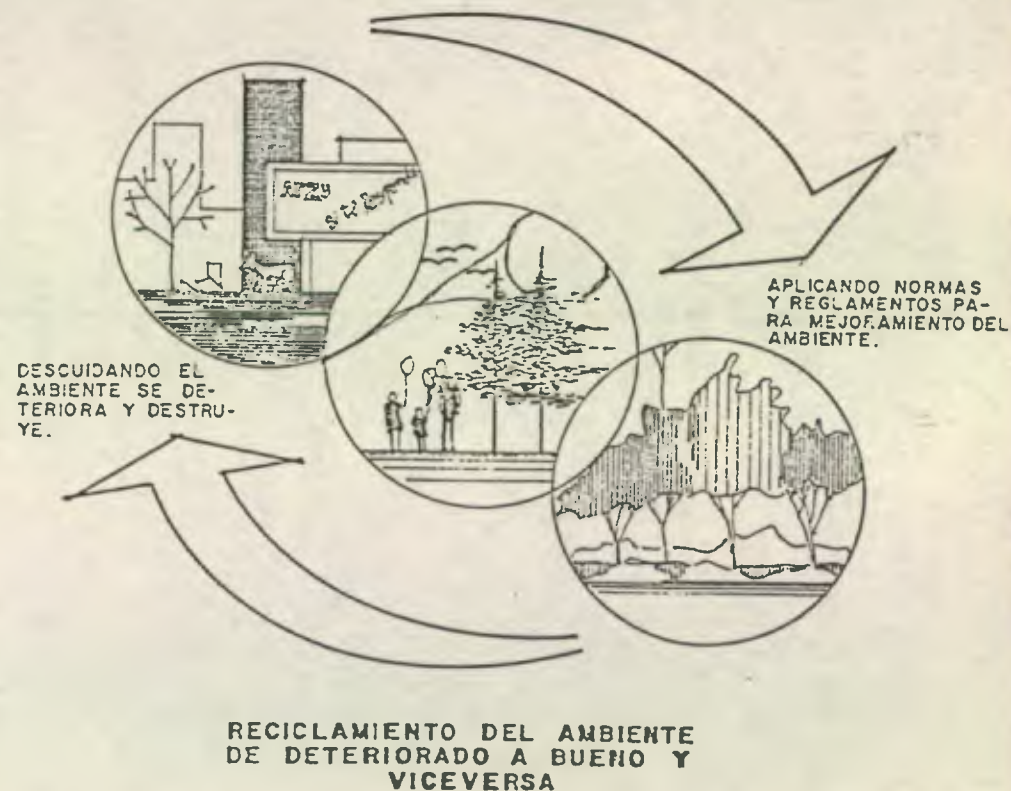 DESCUIDANDO EL
AMBIENTE SE DE-
TERIORA Y DESTRU-
YE.
APLICANDO NORMAS
Y REGLAMENTOS PA-
RA MEJORAMIENTO DEL
AMBIENTE.
RECICLAMIENTO DEL AMBIENTE
DE DETERIORADO A BUENO Y
VICEVERSA